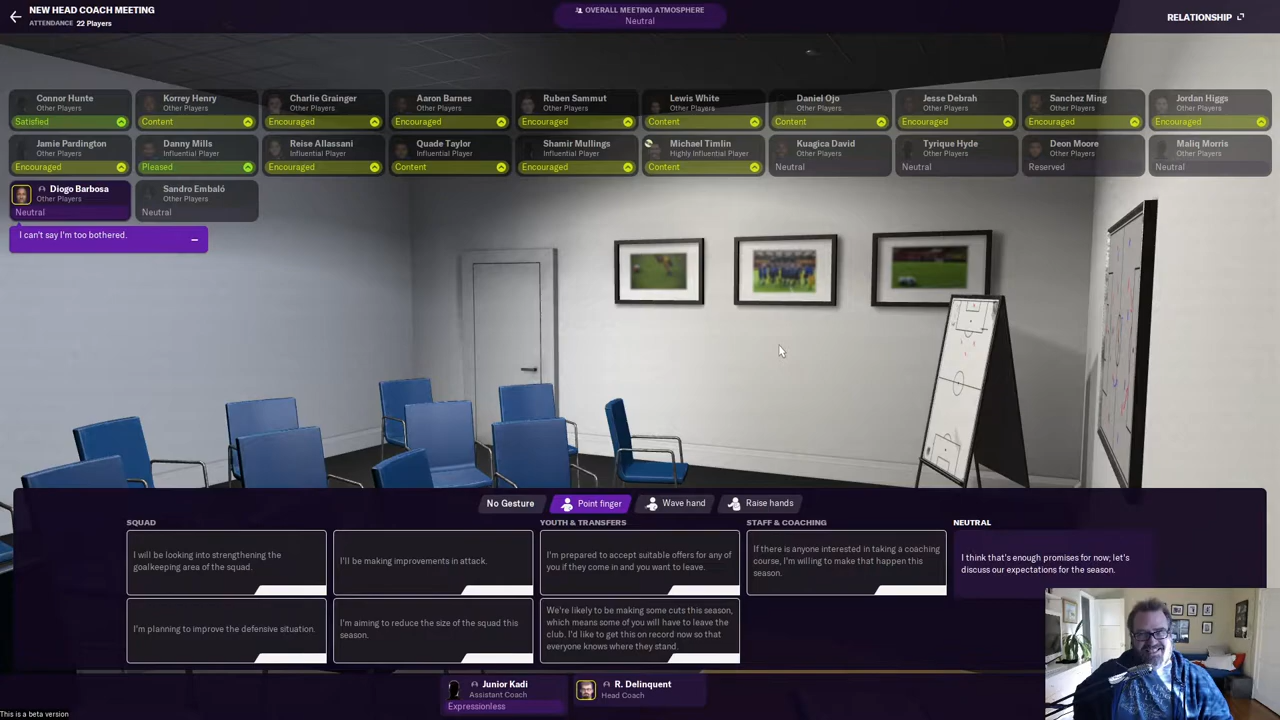 NEW HEAD COACH MEETING
ATTENDANCE 22 Players
OVERALL MEETING ATMOSPHERE
Neutral
RELATIONSHIP
Connor Hunte
Other Players
Satisfied
Korrey Henry
Other Players
Content
Charlie Grainger
Other Players
Encouraged
Aaron Barnes
Other Players
Encouraged
Ruben Sammut
Other Players
Encouraged
Lewis White
Other Players
Content
Daniel Ojo
Other Players
Content
Jesse Debrah
Other Players
Encouraged
Sanchez Ming
Other Players
Encouraged
Jordan Higgs
Other Players
Encouraged
Jamie Pardington
Other Players
Encouraged
Danny Mills
Influential Player
Pleased
Reise Allassani
Influential Player
Encouraged
Quade Taylor
Influential Player
Content
Shamir Mullings
Influential Player
Encouraged
Michael Timlin
Highly Influential Player
Content
Kuagica David
Other Players
Neutral
Tyrique Hyde
Other Players
Neutral
Deon Moore
Other Players
Reserved
Maliq Morris
Other Players
Neutral
Diogo Barbosa
Other Players
Neutral
Sandro Embaló
Other Players
Neutral
I can't say I'm too bothered.
No Gesture
Point finger
Wave hand
Raise hands
SQUAD
I will be looking into strengthening the
goalkeeping area of the squad.
I'll be making improvements in attack.
I'm planning to improve the defensive situation.
I'm aiming to reduce the size of the squad this
season.
YOUTH & TRANSFERS
I'm prepared to accept suitable offers for any of
you if they come in and you want to leave.
We're likely to be making some cuts this season,
which means some of you will have to leave the
club. I'd like to get this on record now so that
everyone knows where they stand.
STAFF & COACHING
If there is anyone interested in taking a coaching
course, I'm willing to make that happen this
season.
NEUTRAL
I think that's enough promises for now; let's
discuss our expectations for the season.
Junior Kadi
Assistant Coach
Expressionless
R. Delinquent
Head Coach
This is a beta version